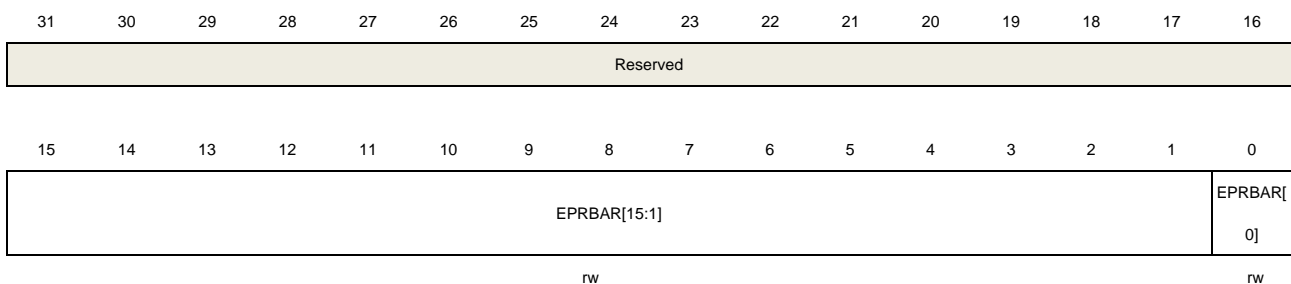 31 30 29 28 27 26 25 24 23 22 21 20 19 18 17 16
Reserved
15 14 13 12 11 10 9 8 7 6 5 4 3 2 1 0
EPRBAR[15:1]
EPRBAR[
0]
rw rw